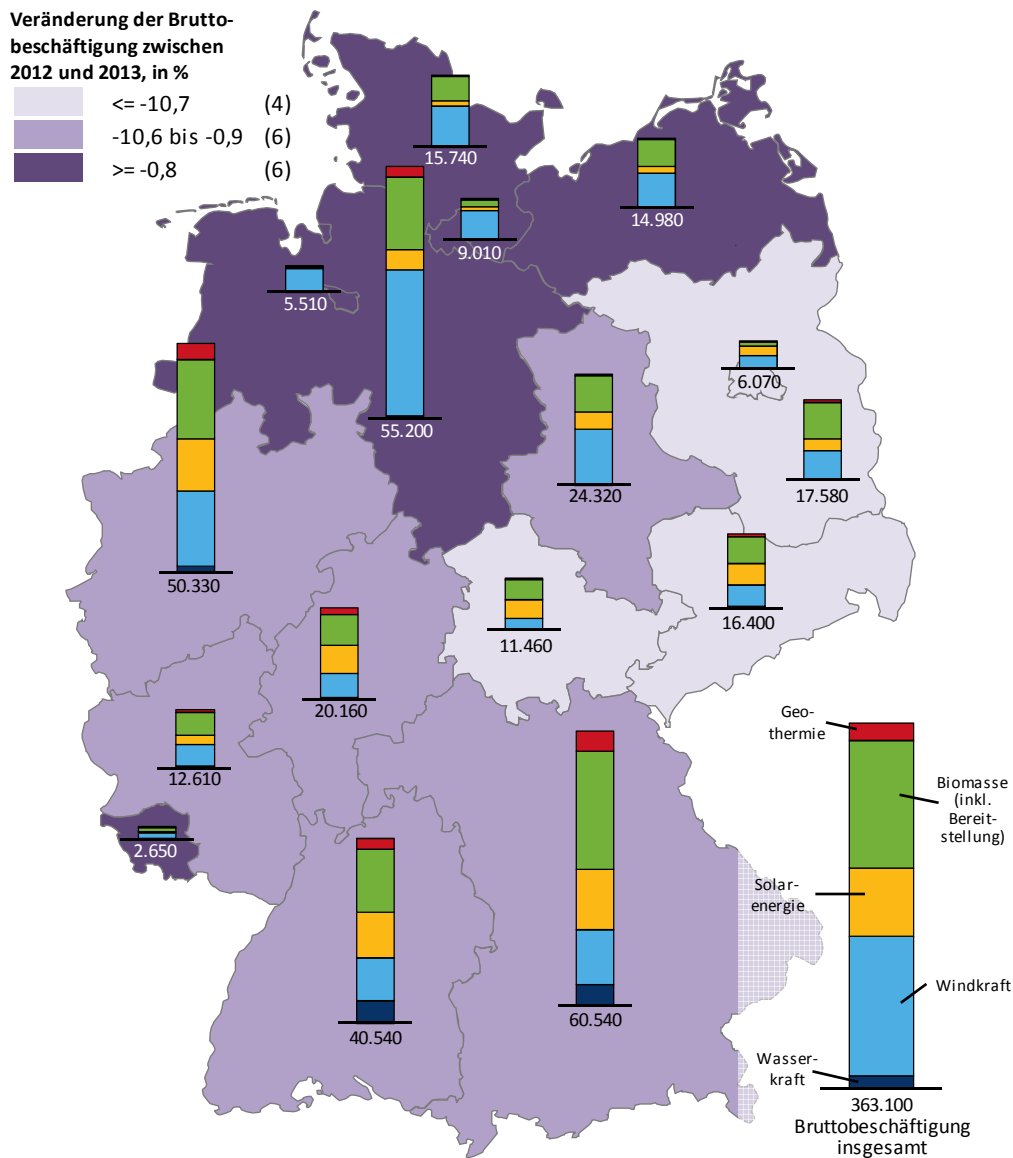 Veränderung der Brutto-
beschäftigung zwischen
2012 und 2013, in %
<= -10,7 (4)
-10,6 bis -0,9 (6)
>= -0,8 (6)
15.740
14.980
9.010
5.510
6.070
55.200
24.320
17.580
50.330
16.400
11.460
20.160
12.610
2.650
40.540
60.540
Geo-
thermie
Biomasse
(inkl.
Bereit-
stellung)
Solar-
energie
Windkraft
Wasser-
kraft
363.100
Bruttobeschäftigung
insgesamt